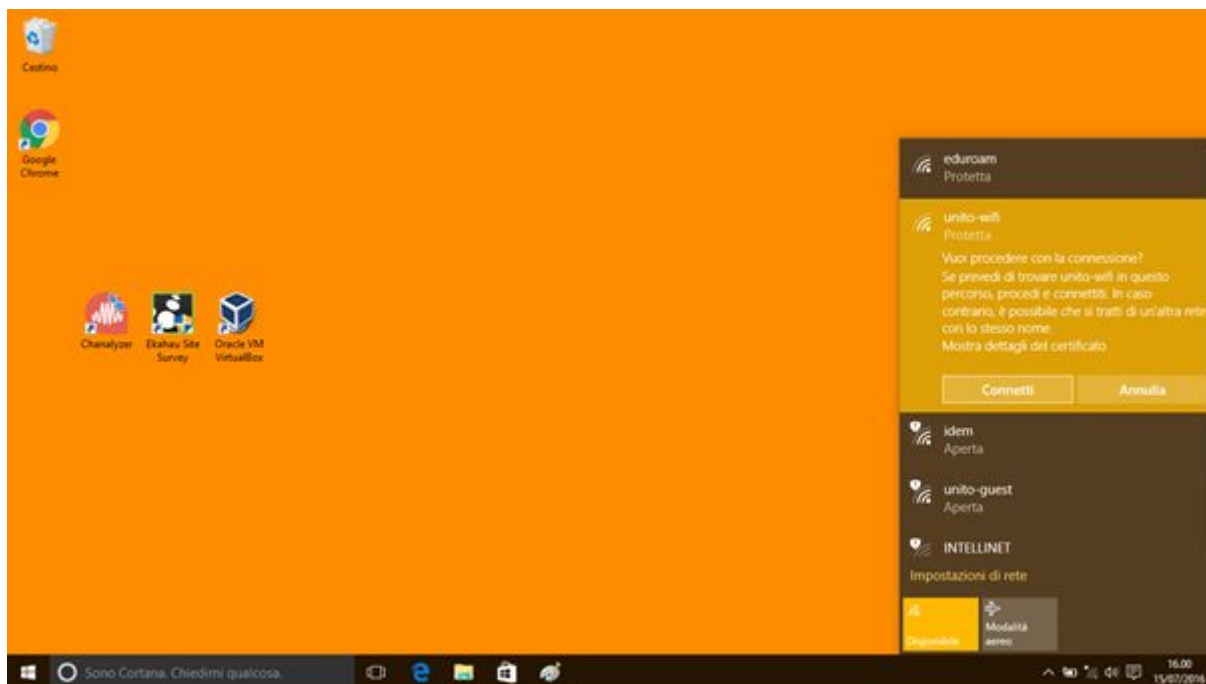 Cestino
Google
Chrome
Chanalyzer
Ekahau Site
Survey
Oracle VM
VirtualBox
eduroam
Protetta
unito-wifi
Protetta
Vuoi procedere con la connessione?
Se prevedi di trovare unito-wifi in questo
percorso, procedi e connettiti. In caso
contrario, è possibile che si tratti di un'altra rete
con lo stesso nome.
Mostra dettagli del certificato
Connetti
Annulla
idem
Aperta
unito-guest
Aperta
INTELLINET
Impostazioni di rete
Disponibile
Modalità
aereo
Sono Cortana. Chiedimi qualcosa.
16.00
15/07/2016